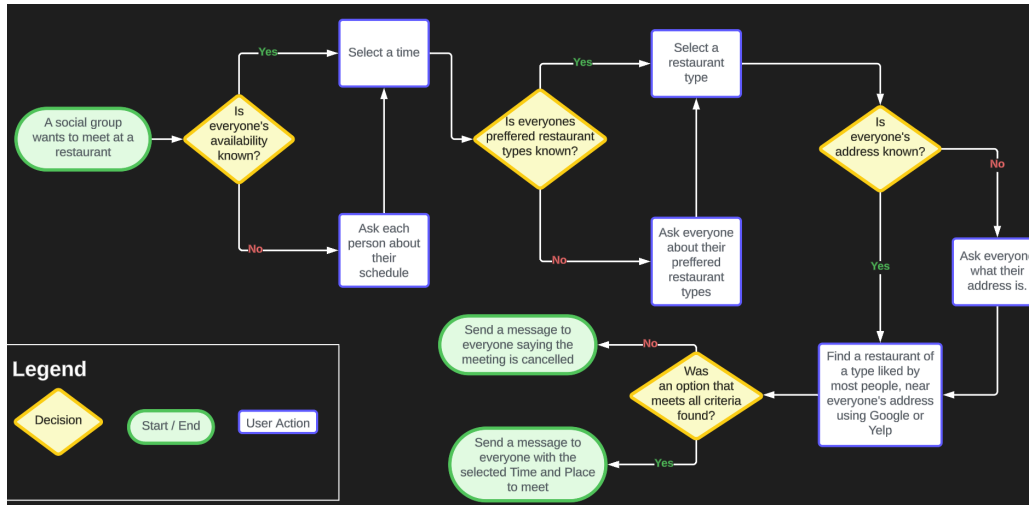 A social group
wants to meet at a
restaurant
Is
everyone's
availability
known?
Yes
Select a time
No
Ask each
person about
their
schedule
Is everyones
preffered restaurant
types known?
Yes
Select a
restaurant
type
No
Ask everyone
about their
preffered
restaurant
types
Is
everyone's
address known?
No
Ask everyone
what their
address is.
Yes
Find a restaurant of
a type liked by
most people, near
everyone's address
using Google or
Yelp
Was
an option that
meets all criteria
found?
No
Send a message to
everyone saying the
meeting is cancelled
Yes
Send a message to
everyone with the
selected Time and Place
to meet
Legend
Decision
Start / End
User Action